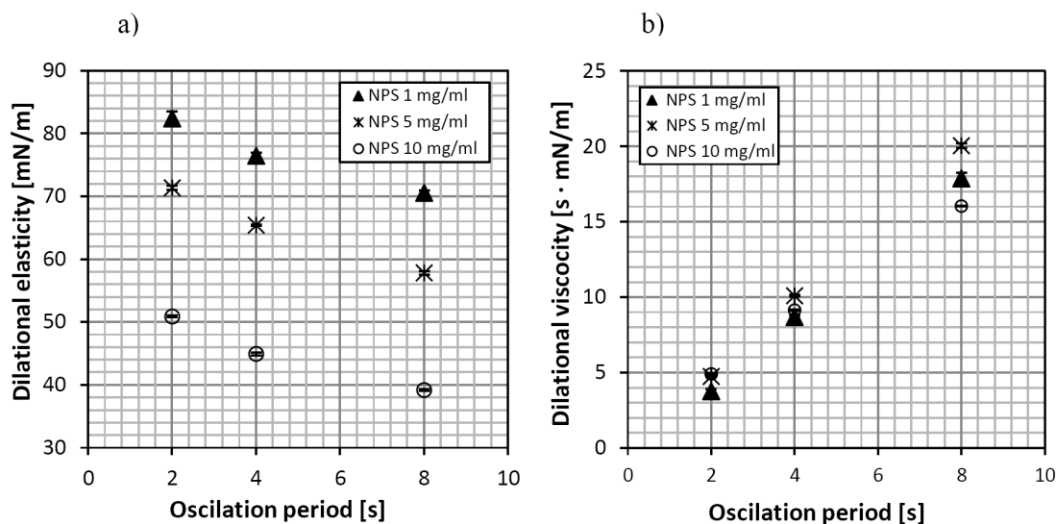 a)
90
80
70
60
50
40
30
0
2
4
6
8
10
Dilational elasticity [mN/m]
Oscilation period [s]
NPS 1 mg/ml
NPS 5 mg/ml
NPS 10 mg/ml
b)
25
20
15
10
5
0
0
2
4
6
8
10
Dilational viscocity [s · mN/m]
Oscilation period [s]
NPS 1 mg/ml
NPS 5 mg/ml
NPS 10 mg/ml